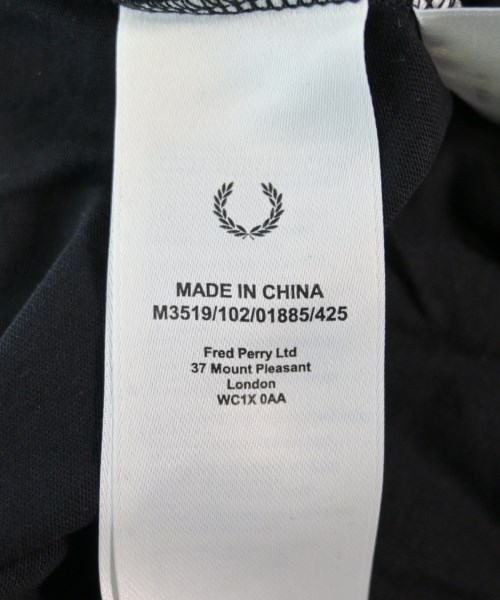 MADE IN CHINA
M3519/102/01885/425
Fred Perry Ltd
37 Mount Pleasant
London
WC1X 0AA